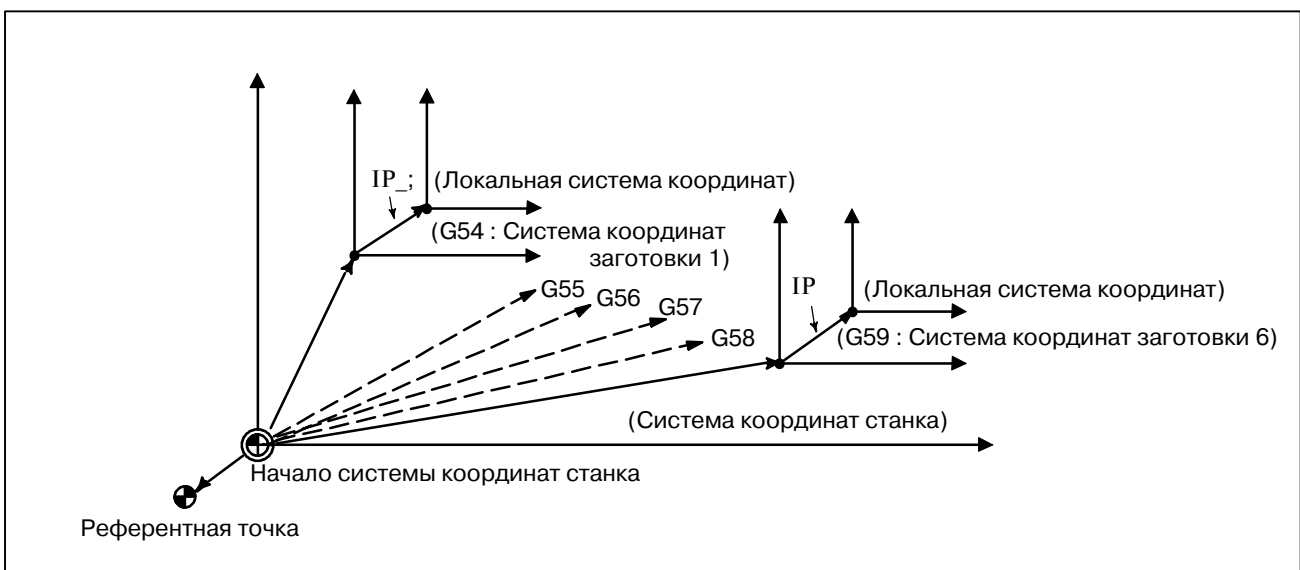 IP_; (Локальная система координат)
(G54 : Система координат
заготовки 1)
G55
G56
G57
G58
IP
(Локальная система координат)
(G59 : Система координат заготовки 6)
(Система координат станка)
Начало системы координат станка
Референтная точка